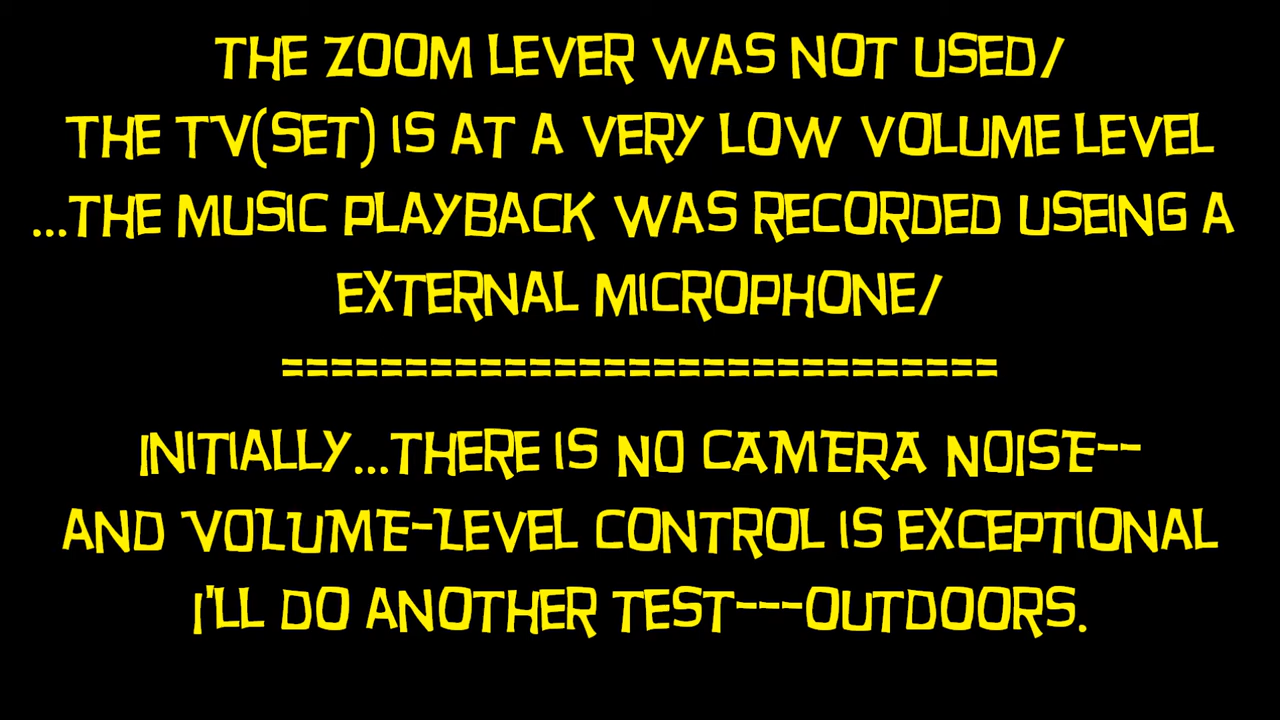 THE ZOOM LEVER WAS NOT USED/
THE TV(SET) IS AT A VERY LOW VOLUME LEVEL
...THE MUSIC PLAYBACK WAS RECORDED USEING A
EXTERNAL MICROPHONE/
=============================
INITIALLY...THERE IS NO CAMERA NOISE--
AND VOLUME-LEVEL CONTROL IS EXCEPTIONAL
I'LL DO ANOTHER TEST---OUTDOORS.